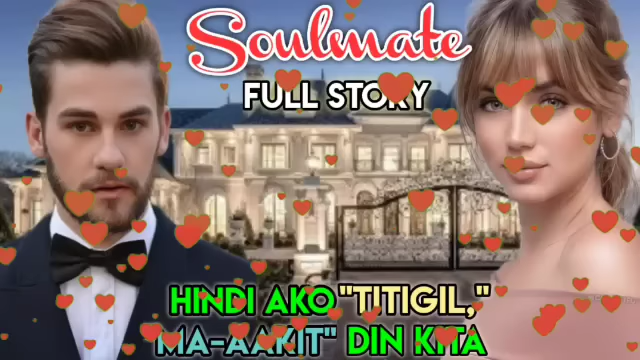 Soulmate
FULL STORY
HINDI AKO "TITIGIL,"
MA-AAKIT" DIN KITA